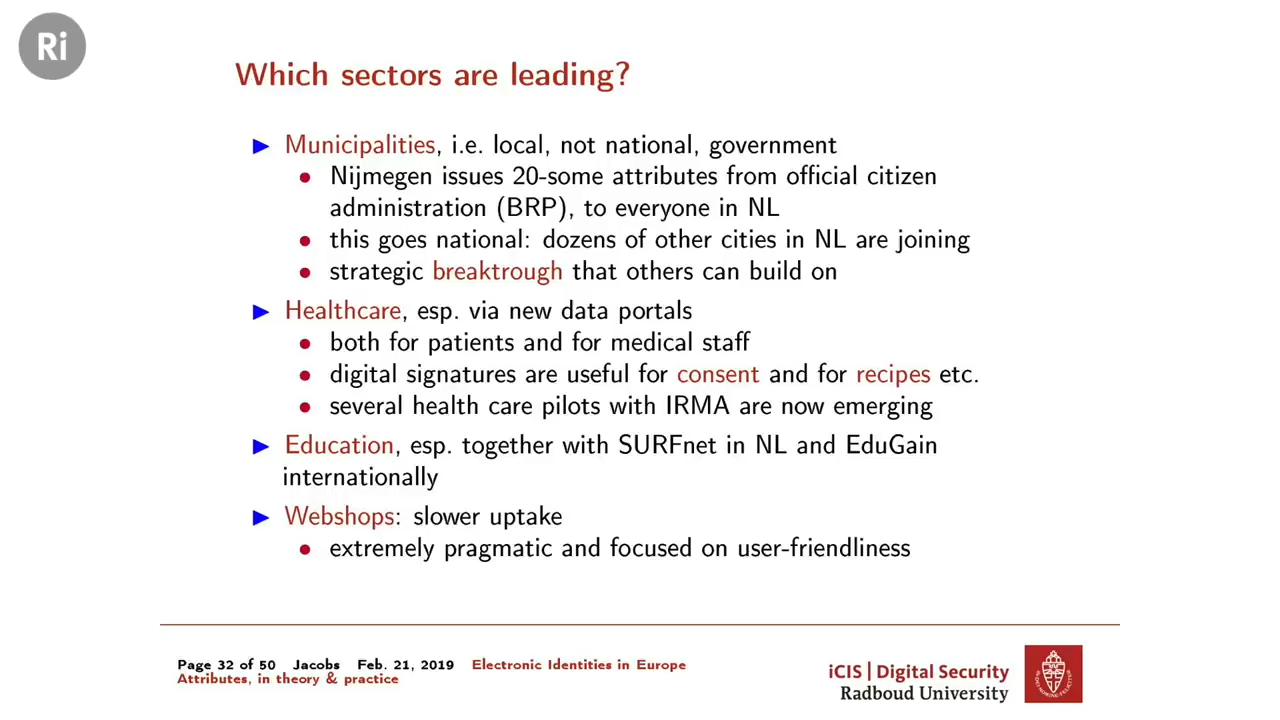 Ri
Which sectors are leading?
▶ Municipalities, i.e. local, not national, government
• Nijmegen issues 20-some attributes from official citizen
administration (BRP), to everyone in NL
• this goes national: dozens of other cities in NL are joining
• strategic breaktrough that others can build on
▶ Healthcare, esp. via new data portals
• both for patients and for medical staff
• digital signatures are useful for consent and for recipes etc.
• several health care pilots with IRMA are now emerging
▶ Education, esp. together with SURFnet in NL and EduGain
internationally
▶ Webshops: slower uptake
• extremely pragmatic and focused on user-friendliness
Page 32 of 50 Jacobs Feb. 21, 2019 Electronic Identities in Europe
Attributes, in theory & practice
iCIS | Digital Security
Radboud University